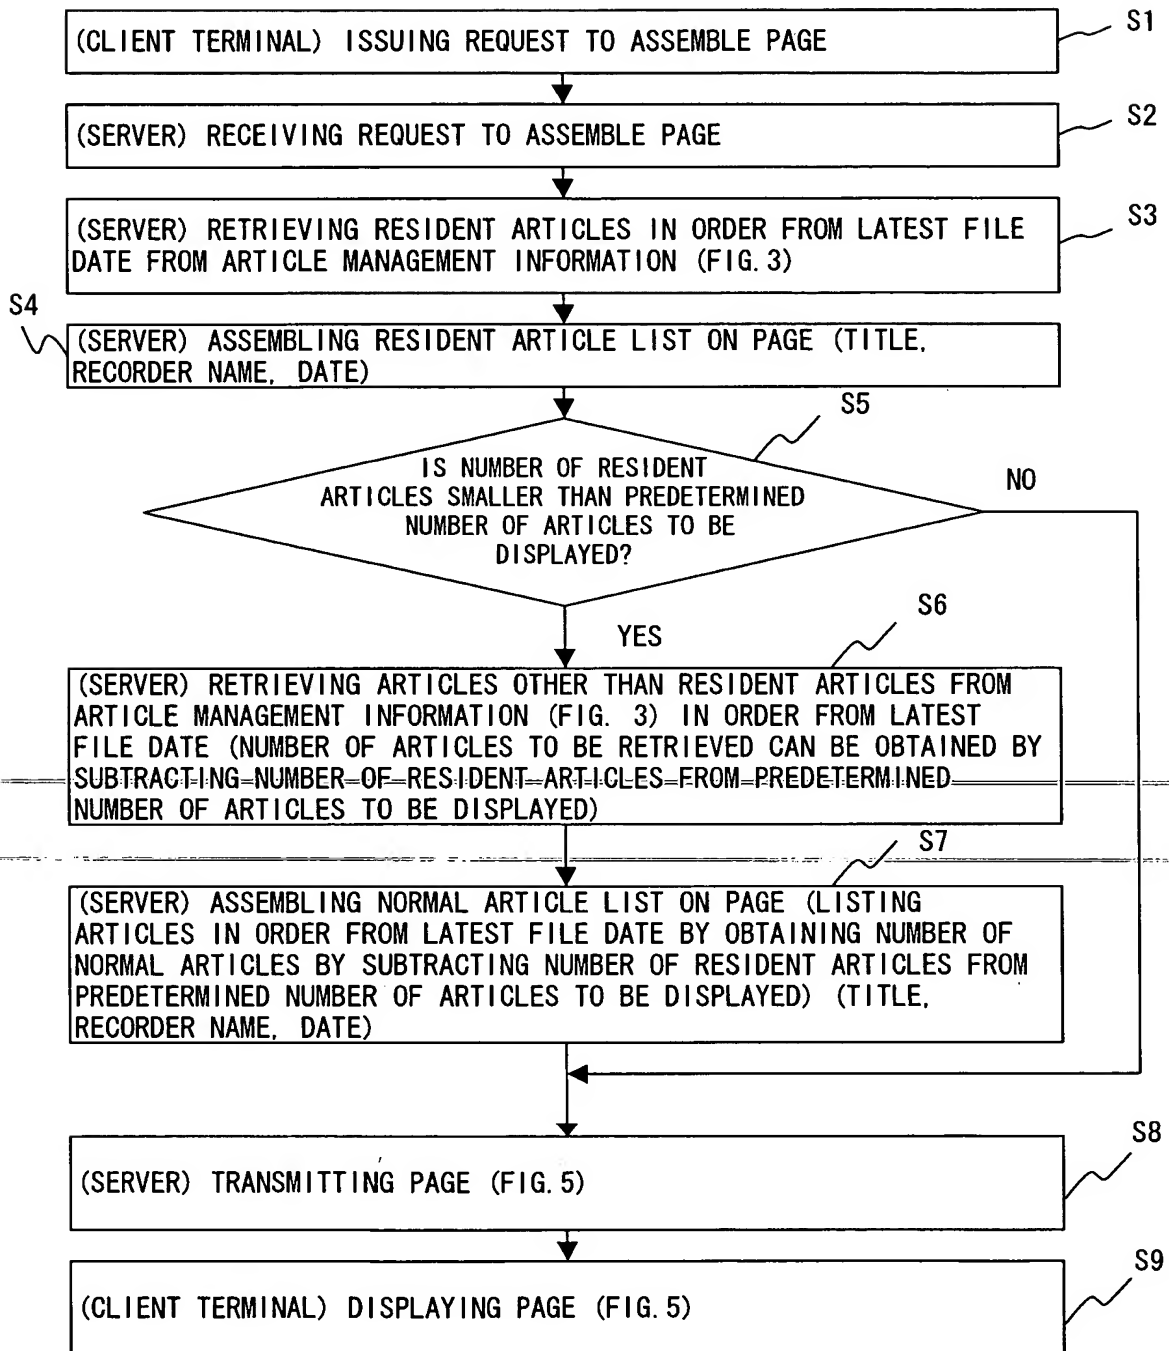 (CLIENT TERMINAL) ISSUING REQUEST TO ASSEMBLE PAGE
S1
(SERVER) RECEIVING REQUEST TO ASSEMBLE PAGE
S2
(SERVER) RETRIEVING RESIDENT ARTICLES IN ORDER FROM LATEST FILE
DATE FROM ARTICLE MANAGEMENT INFORMATION (FIG. 3)
S3
S4
(SERVER) ASSEMBLING RESIDENT ARTICLE LIST ON PAGE (TITLE,
RECORDER NAME, DATE)
S5
IS NUMBER OF RESIDENT
ARTICLES SMALLER THAN PREDETERMINED
NUMBER OF ARTICLES TO BE
DISPLAYED?
NO
YES
S6
(SERVER) RETRIEVING ARTICLES OTHER THAN RESIDENT ARTICLES FROM
ARTICLE MANAGEMENT INFORMATION (FIG. 3) IN ORDER FROM LATEST
FILE DATE (NUMBER OF ARTICLES TO BE RETRIEVED CAN BE OBTAINED BY
SUBTRACTING NUMBER OF RESIDENT ARTICLES FROM PREDETERMINED
NUMBER OF ARTICLES TO BE DISPLAYED)
S7
(SERVER) ASSEMBLING NORMAL ARTICLE LIST ON PAGE (LISTING
ARTICLES IN ORDER FROM LATEST FILE DATE BY OBTAINING NUMBER OF
NORMAL ARTICLES BY SUBTRACTING NUMBER OF RESIDENT ARTICLES FROM
PREDETERMINED NUMBER OF ARTICLES TO BE DISPLAYED) (TITLE,
RECORDER NAME, DATE)
S8
(SERVER) TRANSMITTING PAGE (FIG. 5)
S9
(CLIENT TERMINAL) DISPLAYING PAGE (FIG. 5)